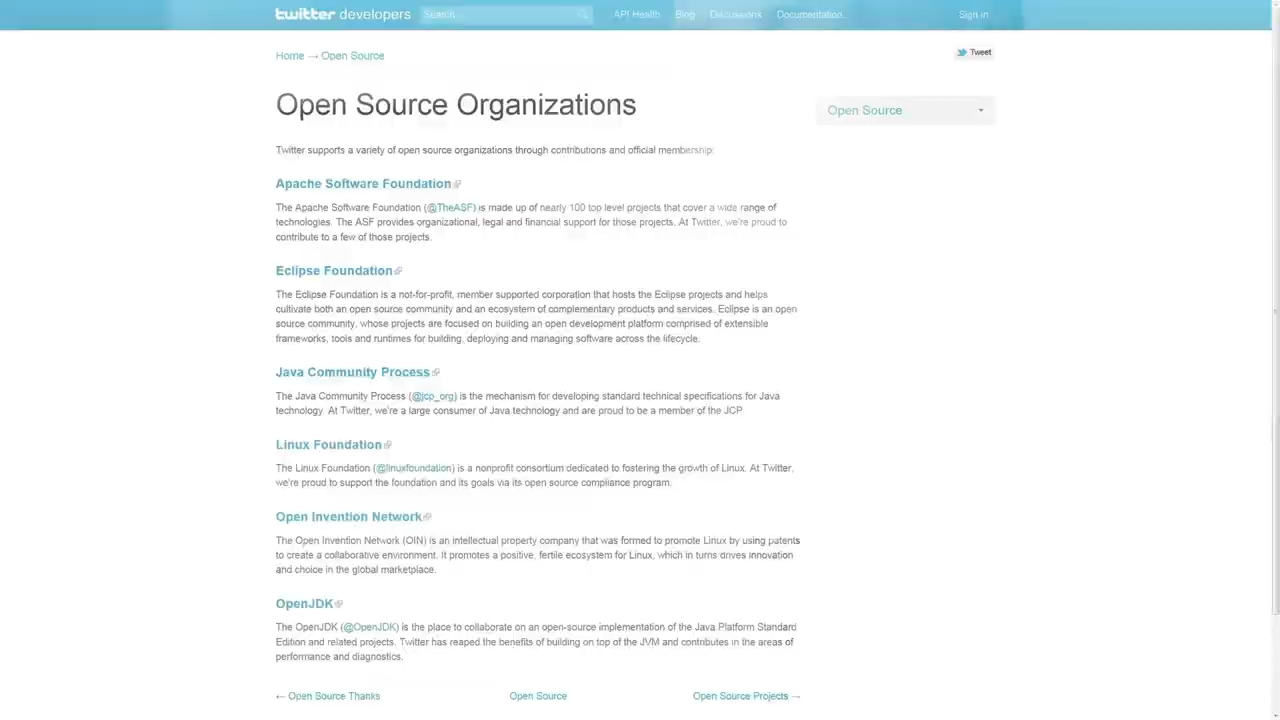 twitter developers Search... API Health Blog Discussions Documentation Sign in
Home → Open Source
Tweet
Open Source Organizations
Open Source
Twitter supports a variety of open source organizations through contributions and official membership:
Apache Software Foundation
The Apache Software Foundation (@TheASF) is made up of nearly 100 top level projects that cover a wide range of
technologies. The ASF provides organizational, legal and financial support for those projects. At Twitter, we're proud to
contribute to a few of those projects.
Eclipse Foundation
The Eclipse Foundation is a not-for-profit, member supported corporation that hosts the Eclipse projects and helps
cultivate both an open source community and an ecosystem of complementary products and services. Eclipse is an open
source community, whose projects are focused on building an open development platform comprised of extensible
frameworks, tools and runtimes for building, deploying and managing software across the lifecycle.
Java Community Process
The Java Community Process (@jcp_org) is the mechanism for developing standard technical specifications for Java
technology. At Twitter, we're a large consumer of Java technology and are proud to be a member of the JCP
Linux Foundation
The Linux Foundation (@linuxfoundation) is a nonprofit consortium dedicated to fostering the growth of Linux. At Twitter,
we're proud to support the foundation and its goals via its open source compliance program.
Open Invention Network
The Open Invention Network (OIN) is an intellectual property company that was formed to promote Linux by using patents
to create a collaborative environment. It promotes a positive, fertile ecosystem for Linux, which in turns drives innovation
and choice in the global marketplace.
OpenJDK
The OpenJDK (@OpenJDK) is the place to collaborate on an open-source implementation of the Java Platform Standard
Edition and related projects. Twitter has reaped the benefits of building on top of the JVM and contributes in the areas of
performance and diagnostics.
← Open Source Thanks Open Source Open Source Projects →